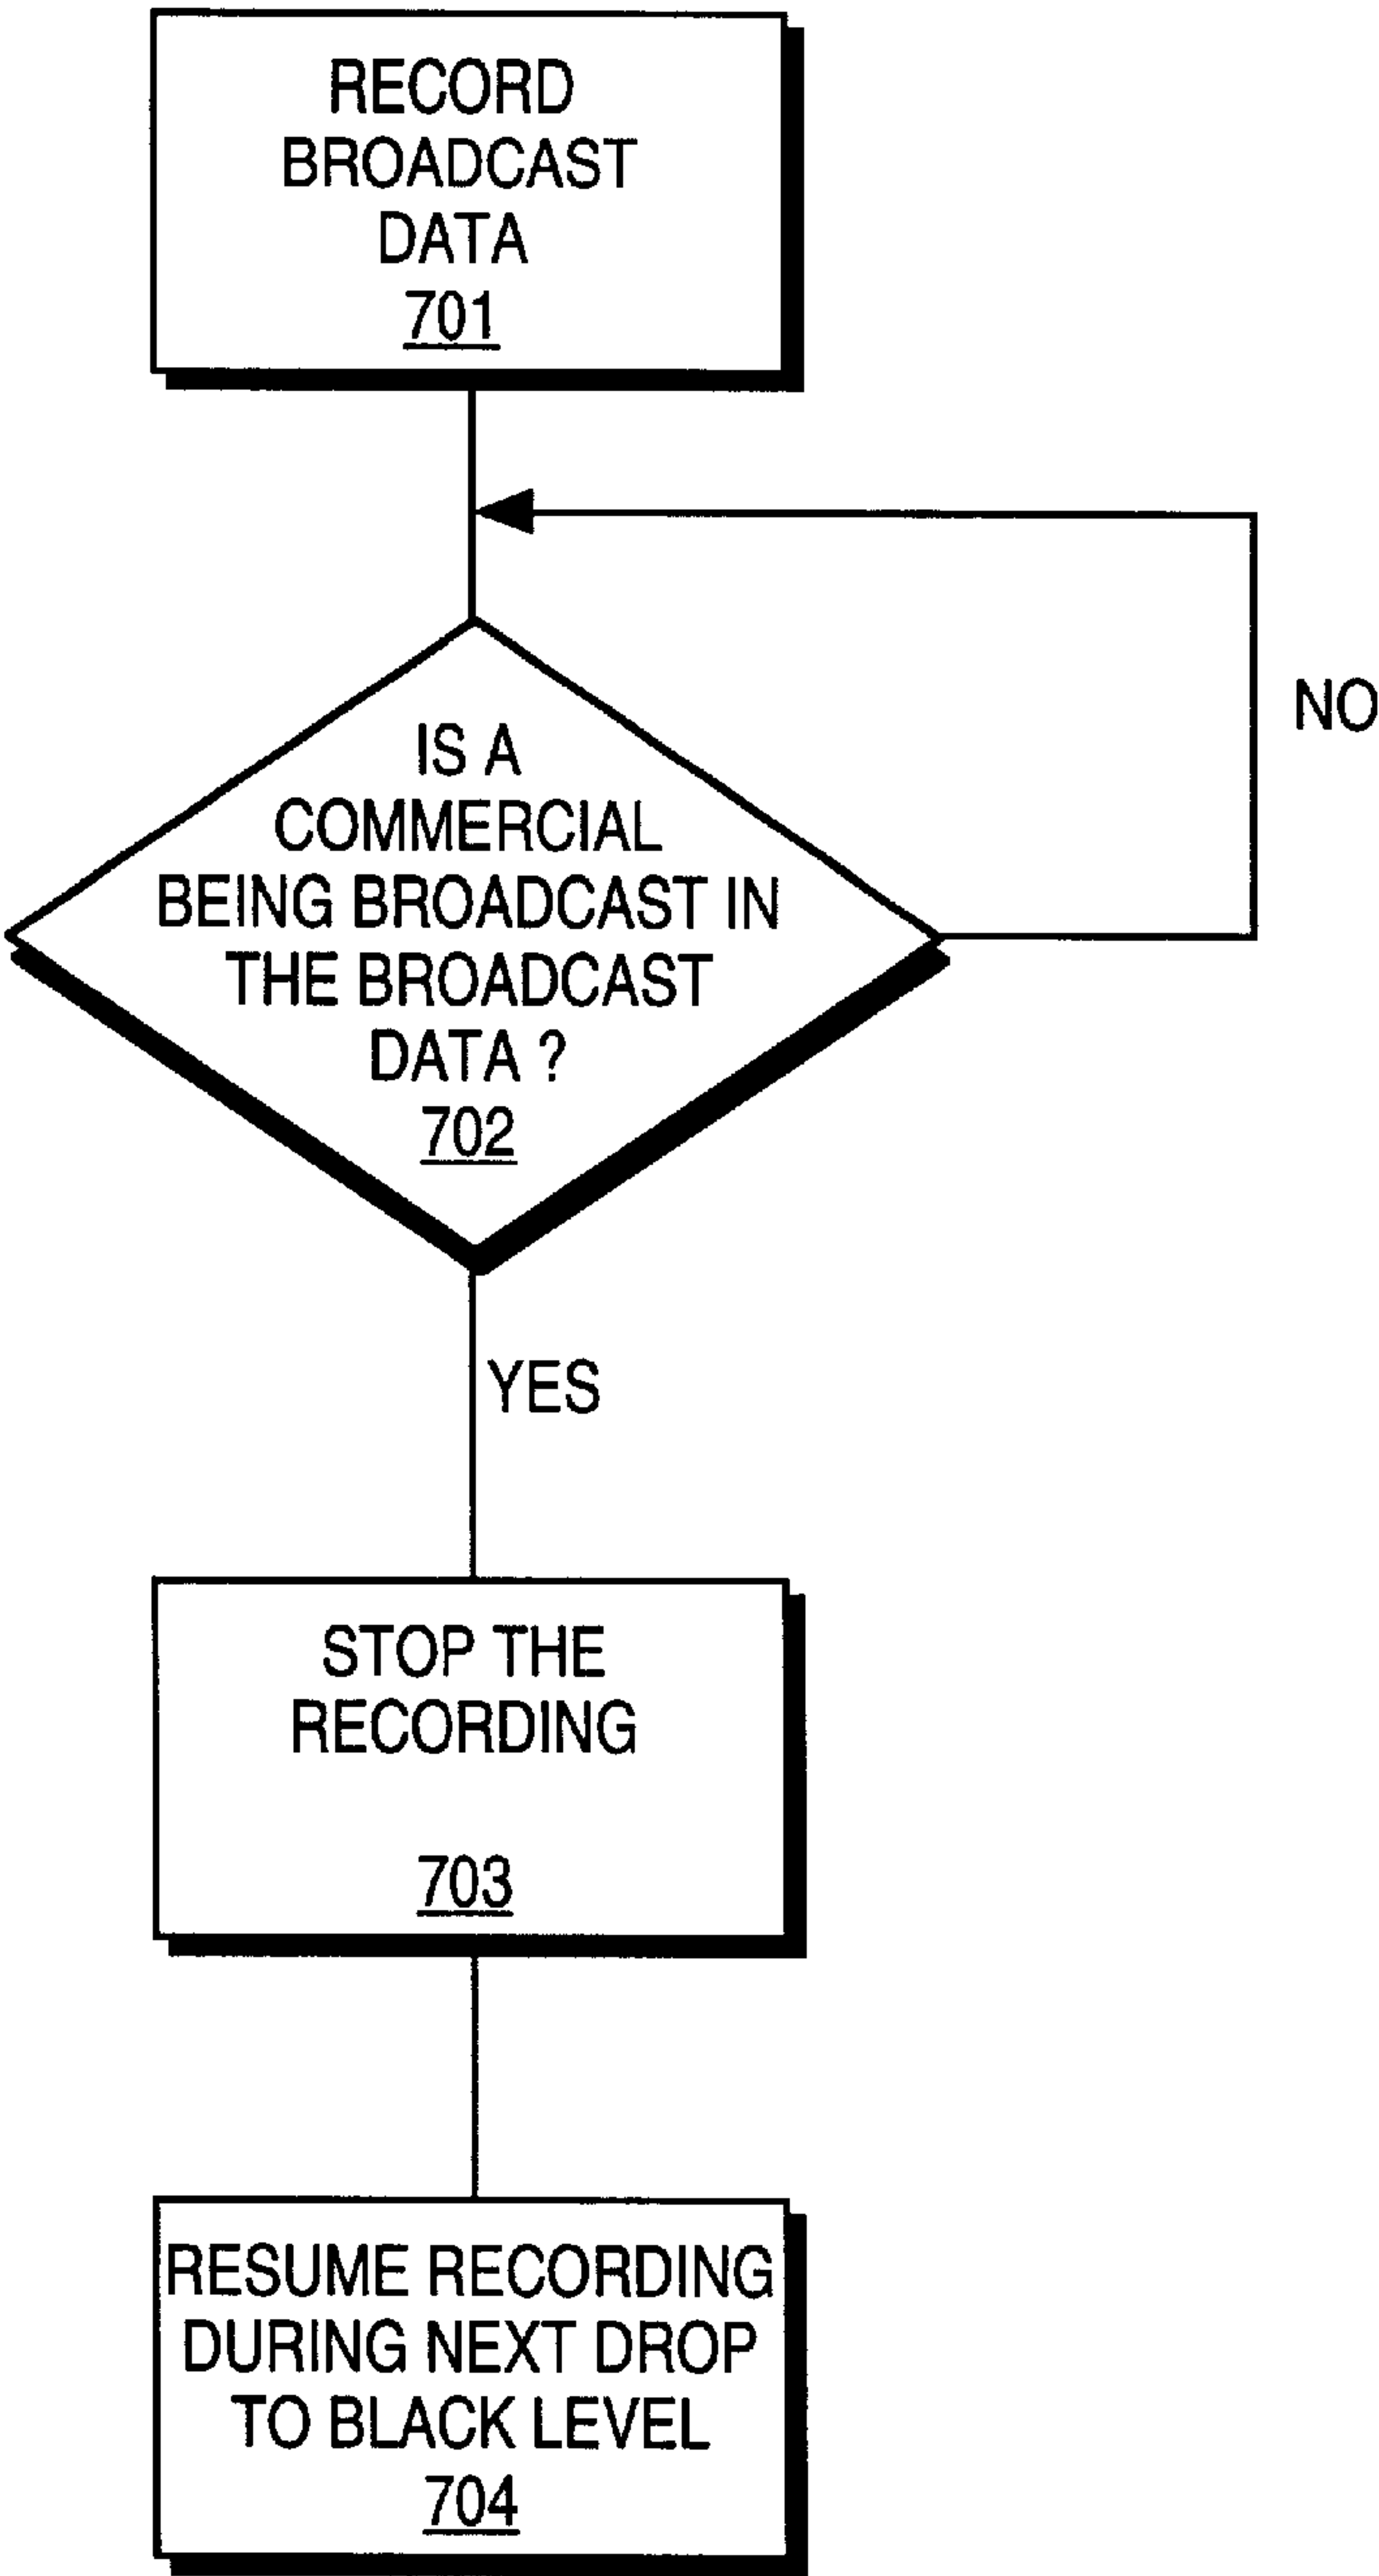 RECORD
BROADCAST
DATA
701
NO
IS A
COMMERCIAL
BEING BROADCAST IN
THE BROADCAST
DATA ?
702
YES
STOP THE
RECORDING
703
RESUME RECORDING
DURING NEXT DROP
TO BLACK LEVEL
704